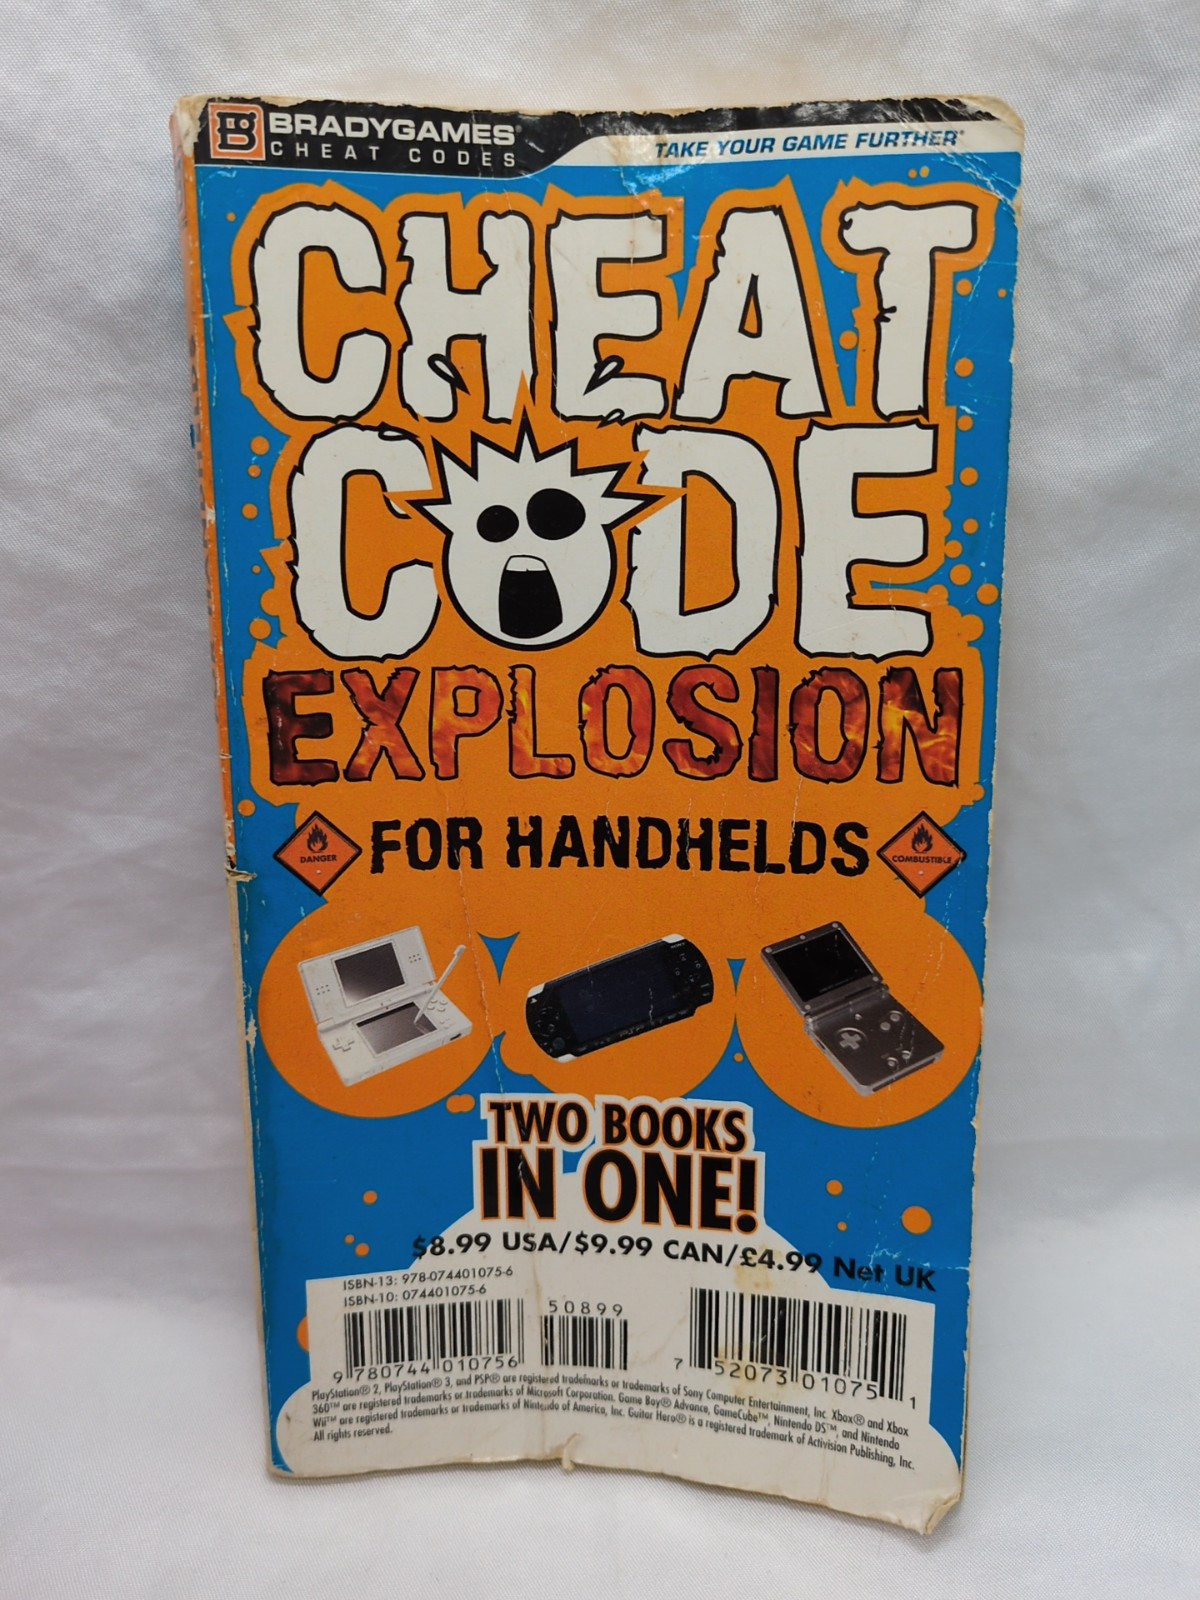 B BRADYGAMES®
CHEAT CODES
TAKE YOUR GAME FURTHER®
CHEAT
CODE
EXPLOSION
DANGER
FOR HANDHELDS
COMBUSTIBLE
SONY
TWO BOOKS
IN ONE!
$8.99 USA/$9.99 CAN/£4.99 Net UK
ISBN-13: 978-074401075-6
ISBN-10: 074401075-6
50899
9 780744 010756
7 52073 01075 1
PlayStation® 2, PlayStation® 3, and PSP® are registered trademarks or trademarks of Sony Computer Entertainment, Inc. Xbox® and Xbox
360™ are registered trademarks or trademarks of Microsoft Corporation. Game Boy® Advance, GameCube™, Nintendo DS™, and Nintendo
Wii™ are registered trademarks or trademarks of Nintendo of America, Inc. Guitar Hero® is a registered trademark of Activision Publishing, Inc.
All rights reserved.